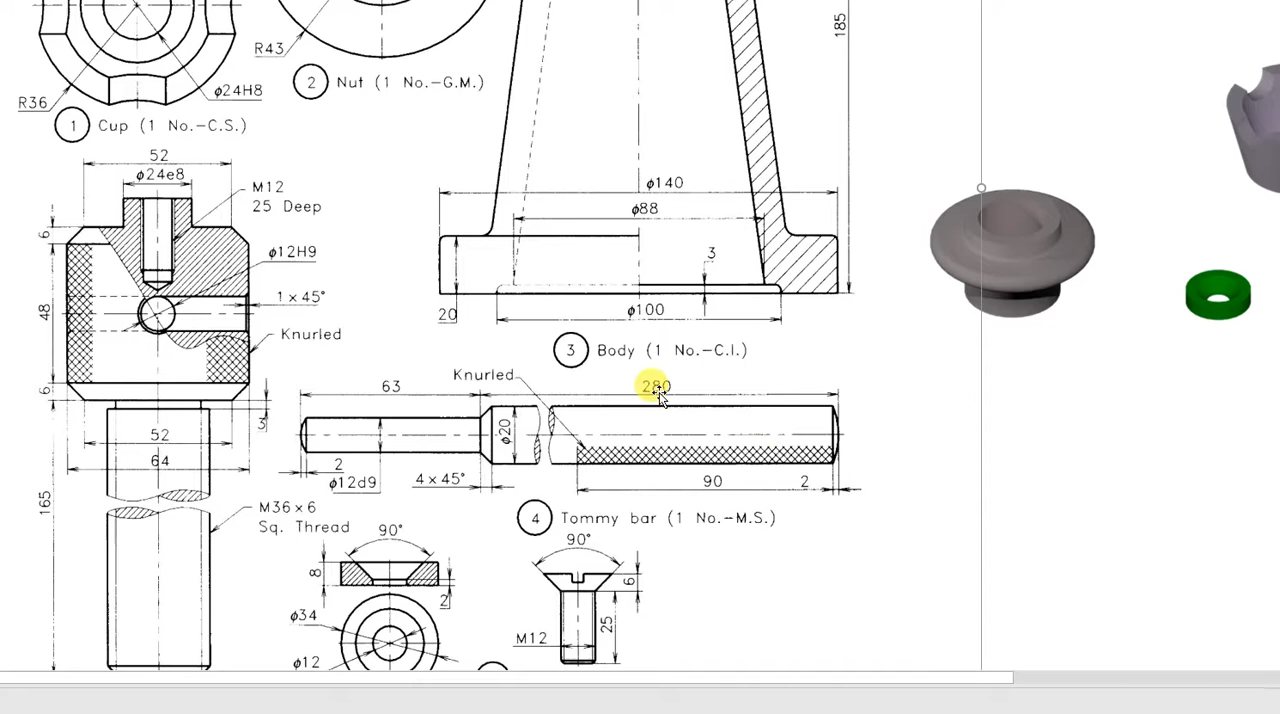 185
R43
2 Nut (1 No.-G.M.)
R36
ϕ24H8
1 Cup (1 No.-C.S.)
52
ϕ24e8
M12
25 Deep
ϕ140
ϕ88
6
ϕ12H9
3
1×45°
48
20
ϕ100
Knurled
3 Body (1 No.-C.I.)
Knurled
63
280
6
3
52
ϕ20
64
2
ϕ12d9
4×45°
90
2
165
M36×6
Sq. Thread
4 Tommy bar (1 No.-M.S.)
90°
90°
8
2
6
ϕ34
25
M12
ϕ12